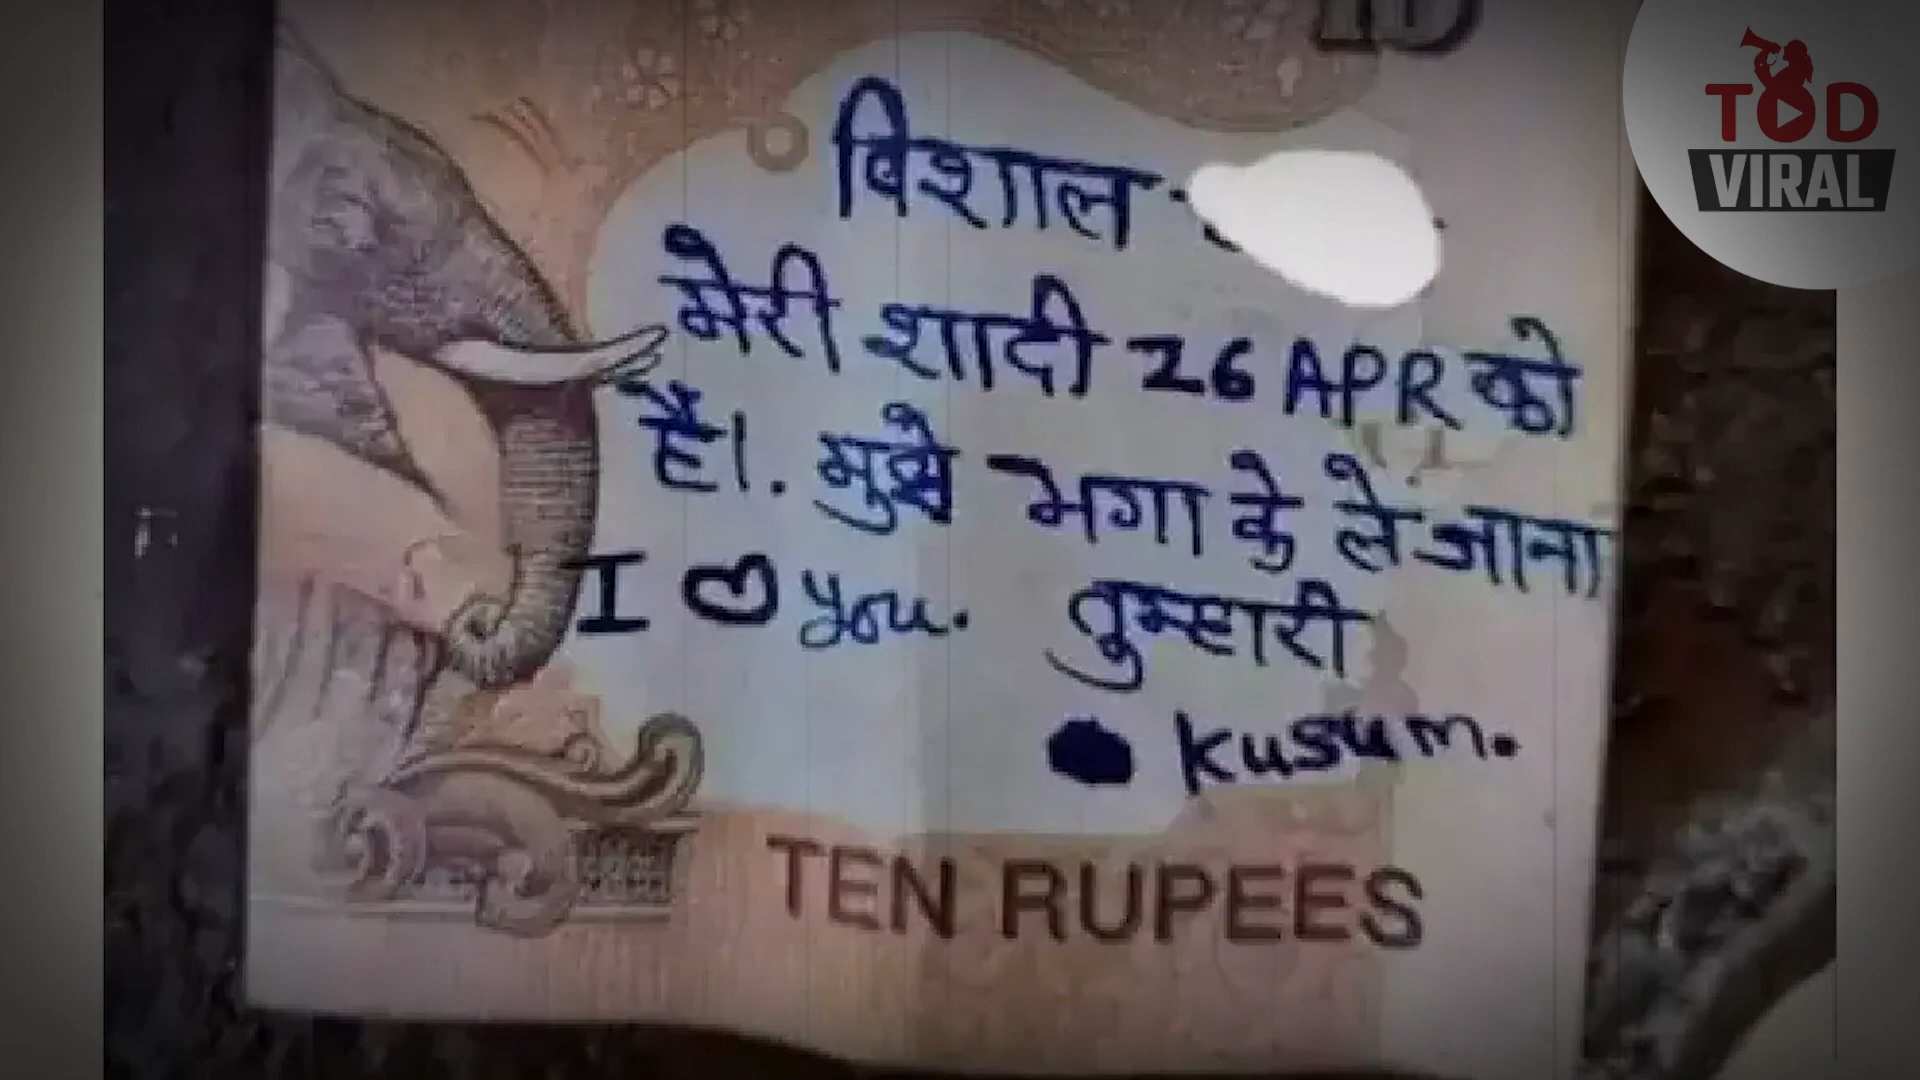 TOD
VIRAL
विशाल
मेरी शादी 26 APR को
है।. मुझे भगा के ले जाना
I ♡ you. तुम्हारी
Kusum.
TEN RUPEES